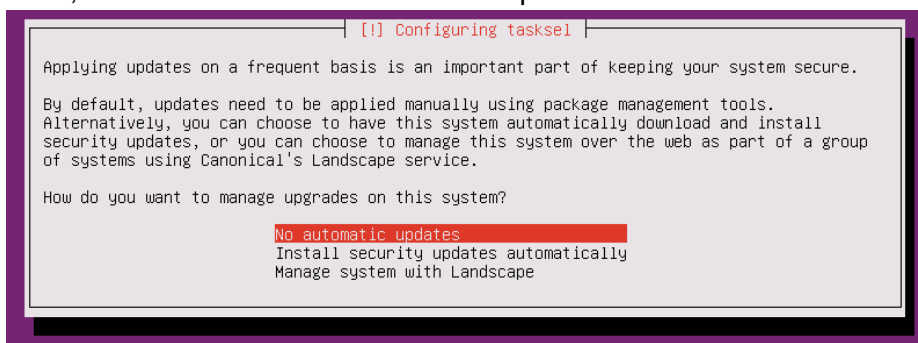 [!] Configuring tasksel
Applying updates on a frequent basis is an important part of keeping your system secure.
By default, updates need to be applied manually using package management tools.
Alternatively, you can choose to have this system automatically download and install
security updates, or you can choose to manage this system over the web as part of a group
of systems using Canonical's Landscape service.
How do you want to manage upgrades on this system?
No automatic updates
Install security updates automatically
Manage system with Landscape